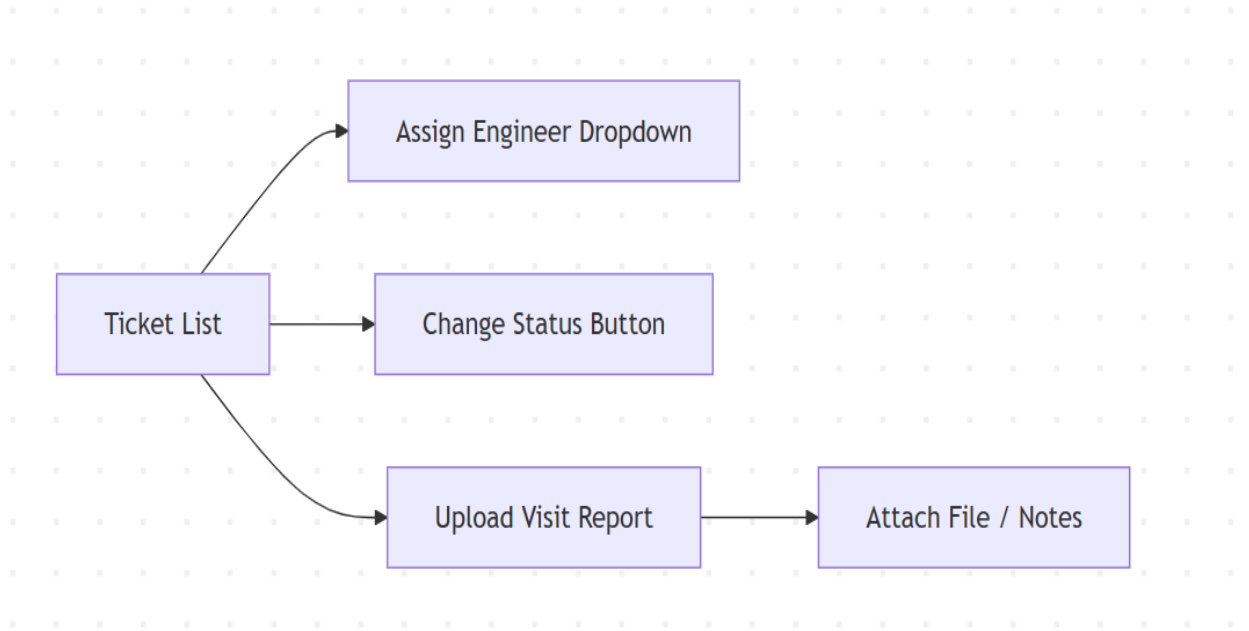 Assign Engineer Dropdown
Ticket List
Change Status Button
Upload Visit Report
Attach File / Notes